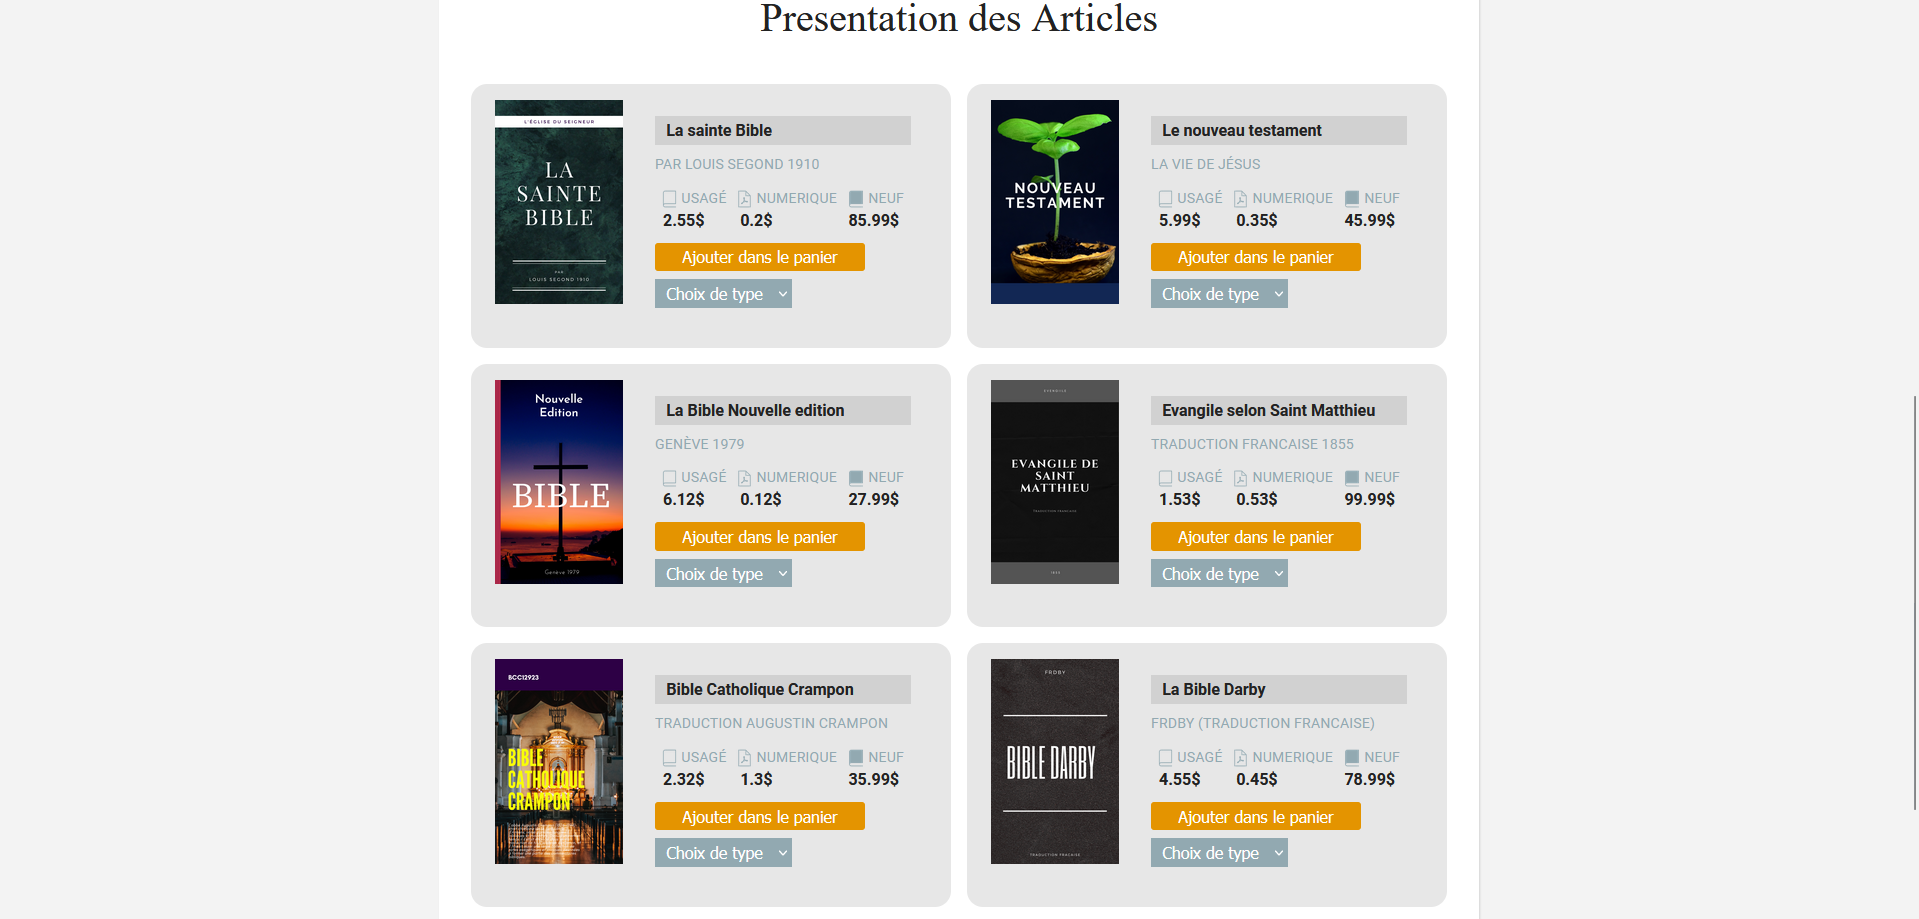 Presentation des Articles
L'ÉGLISE DU SEIGNEUR
LA
SAINTE
BIBLE
PAR
LOUIS SEGOND 1910
La sainte Bible
PAR LOUIS SEGOND 1910
USAGÉ NUMERIQUE NEUF
2.55$ 0.2$ 85.99$
Ajouter dans le panier
Choix de type
NOUVEAU
TESTAMENT
Le nouveau testament
LA VIE DE JÉSUS
USAGÉ NUMERIQUE NEUF
5.99$ 0.35$ 45.99$
Ajouter dans le panier
Choix de type
Nouvelle
Edition
BIBLE
Genève 1979
La Bible Nouvelle edition
GENÈVE 1979
USAGÉ NUMERIQUE NEUF
6.12$ 0.12$ 27.99$
Ajouter dans le panier
Choix de type
EVANGILE DE
SAINT
MATTHIEU
Evangile selon Saint Matthieu
TRADUCTION FRANCAISE 1855
USAGÉ NUMERIQUE NEUF
1.53$ 0.53$ 99.99$
Ajouter dans le panier
Choix de type
BCC12923
BIBLE
CATHOLIQUE
CRAMPON
Bible Catholique Crampon
TRADUCTION AUGUSTIN CRAMPON
USAGÉ NUMERIQUE NEUF
2.32$ 1.3$ 35.99$
Ajouter dans le panier
Choix de type
FRDBY
BIBLE DARBY
La Bible Darby
FRDBY (TRADUCTION FRANCAISE)
USAGÉ NUMERIQUE NEUF
4.55$ 0.45$ 78.99$
Ajouter dans le panier
Choix de type